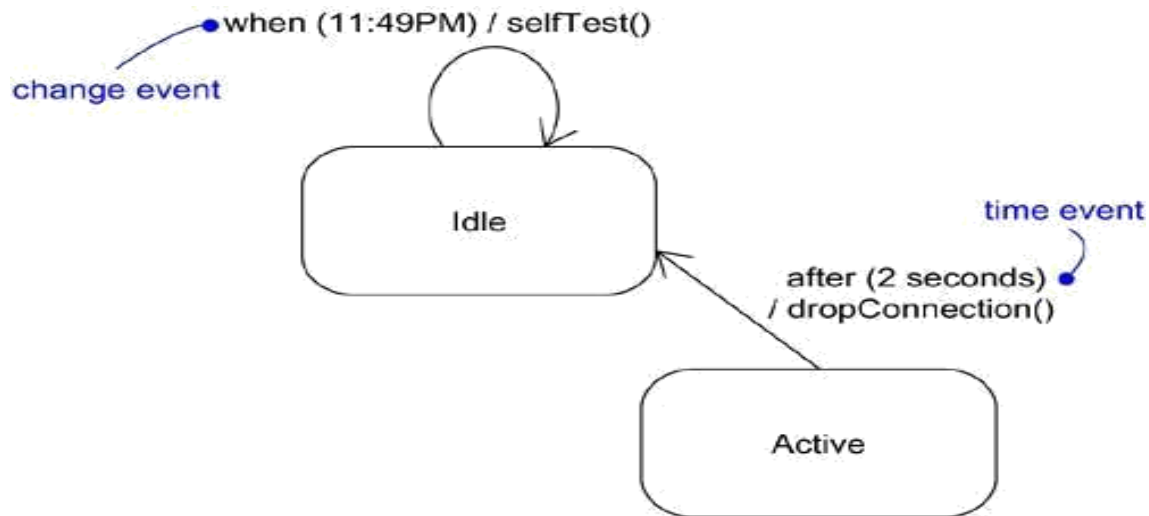 when (11:49PM) / selfTest()
change event
Idle
time event
after (2 seconds)
/ dropConnection()
Active